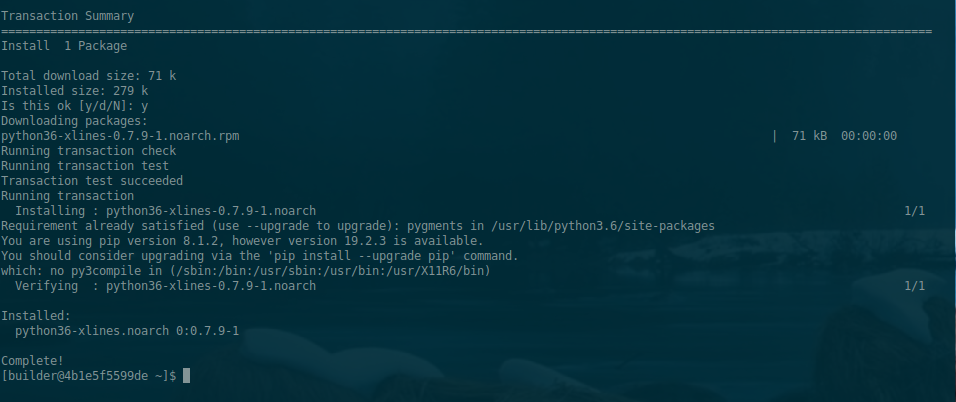 Transaction Summary
=====================================================================================================================================
Install  1 Package
Total download size: 71 k
Installed size: 279 k
Is this ok [y/d/N]: y
Downloading packages:
python36-xlines-0.7.9-1.noarch.rpm | 71 kB 00:00:00
Running transaction check
Running transaction test
Transaction test succeeded
Running transaction
Installing : python36-xlines-0.7.9-1.noarch 1/1
Requirement already satisfied (use --upgrade to upgrade): pygments in /usr/lib/python3.6/site-packages
You are using pip version 8.1.2, however version 19.2.3 is available.
You should consider upgrading via the 'pip install --upgrade pip' command.
which: no py3compile in (/sbin:/bin:/usr/sbin:/usr/bin:/usr/X11R6/bin)
Verifying  : python36-xlines-0.7.9-1.noarch 1/1
Installed:
python36-xlines.noarch 0:0.7.9-1
Complete!
[builder@4b1e5f5599de ~]$